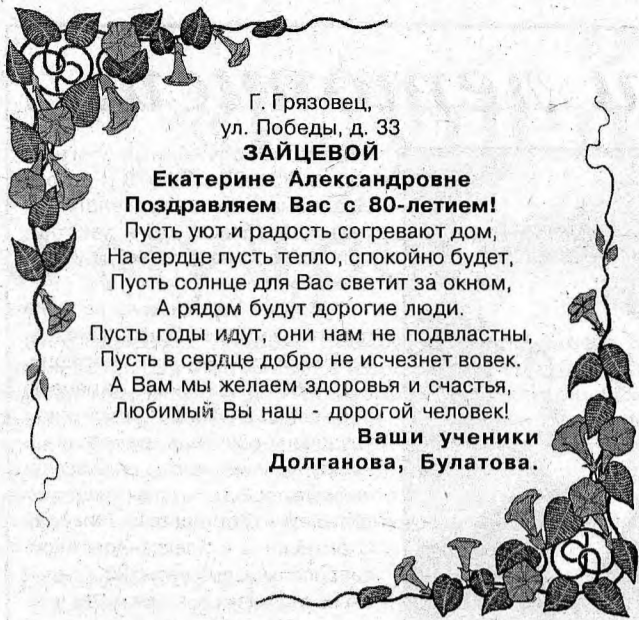 Г. Грязовец,
ул. Победы, д. 33
ЗАЙЦЕВОЙ
Екатерине Александровне
Поздравляем Вас с 80-летием!
Пусть уют и радость согревают дом,
На сердце пусть тепло, спокойно будет,
Пусть солнце для Вас светит за окном,
А рядом будут дорогие люди.
Пусть годы идут, они нам не подвластны,
Пусть в сердце добро не исчезнет вовек.
А Вам мы желаем здоровья и счастья,
Любимый Вы наш - дорогой человек!
Ваши ученики
Долганова, Булатова.